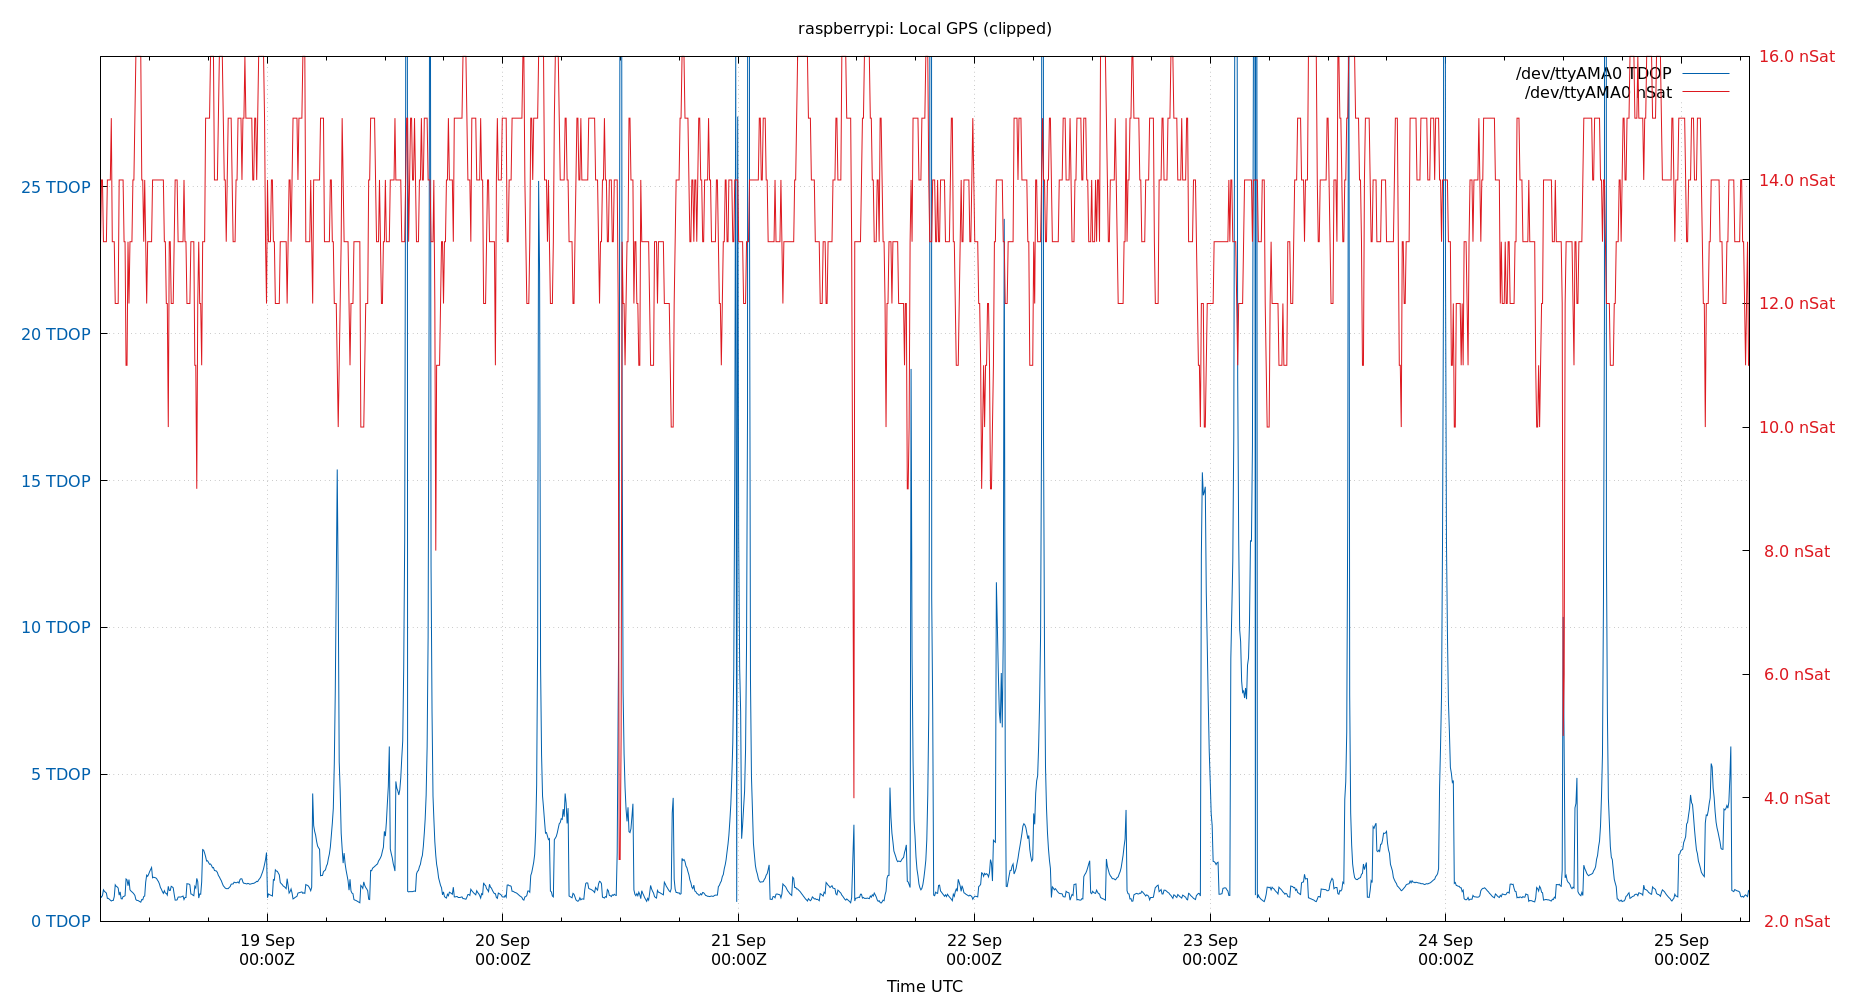 raspberrypi: Local GPS (clipped)
/dev/ttyAMA0 TDOP
/dev/ttyAMA0 nSat
25 TDOP
20 TDOP
15 TDOP
10 TDOP
5 TDOP
0 TDOP
16.0 nSat
14.0 nSat
12.0 nSat
10.0 nSat
8.0 nSat
6.0 nSat
4.0 nSat
2.0 nSat
19 Sep
00:00Z
20 Sep
00:00Z
21 Sep
00:00Z
22 Sep
00:00Z
23 Sep
00:00Z
24 Sep
00:00Z
25 Sep
00:00Z
Time UTC